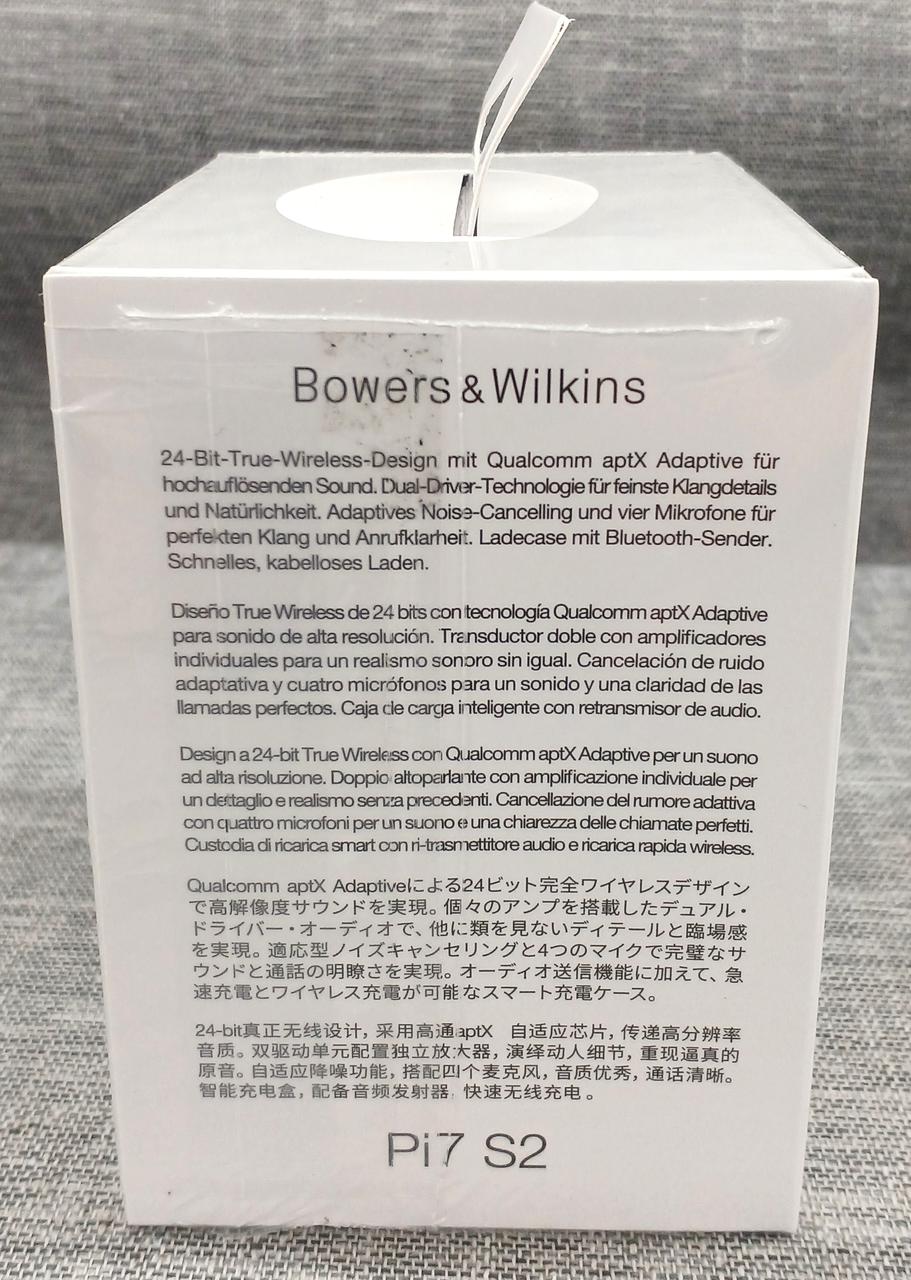 Bowers & Wilkins
24-Bit-True-Wireless-Design mit Qualcomm aptX Adaptive für
hochauflösenden Sound. Dual-Driver-Technologie für feinste Klangdetails
und Natürlichkeit. Adaptives Noise-Cancelling und vier Mikrofone für
perfekten Klang und Anrufklarheit. Ladecase mit Bluetooth-Sender.
Schnelles, kabelloses Laden.
Diseño True Wireless de 24 bits con tecnología Qualcomm aptX Adaptive
para sonido de alta resolución. Transductor doble con amplificadores
individuales para un realismo sonoro sin igual. Cancelación de ruido
adaptativa y cuatro micrófonos para un sonido y una claridad de las
llamadas perfectos. Caja de carga inteligente con retransmisor de audio.
Design a 24-bit True Wireless con Qualcomm aptX Adaptive per un suono
ad alta risoluzione. Doppio altoparlante con amplificazione individuale per
un dettaglio e realismo senza precedenti. Cancellazione del rumore adattiva
con quattro microfoni per un suono e una chiarezza delle chiamate perfetti.
Custodia di ricarica smart con ri-trasmettitore audio e ricarica rapida wireless.
Qualcomm aptX Adaptiveによる24ビット完全ワイヤレスデザイン
で高解像度サウンドを実現。個々のアンプを搭載したデュアル・
ドライバー・オーディオで、他に類を見ないディテールと臨場感
を実現。適応型ノイズキャンセリングと4つのマイクで完璧なサ
ウンドと通話の明瞭さを実現。オーディオ送信機能に加えて、急
速充電とワイヤレス充電が可能なスマート充電ケース。
24-bit真正无线设计, 采用高通aptX 自适应芯片, 传递高分辨率
音质。双驱动单元配置独立放大器, 演绎动人细节, 重现逼真的
原音。自适应降噪功能, 搭配四个麦克风, 音质优秀, 通话清晰。
智能充电盒, 配备音频发射器, 快速无线充电。
Pi7 S2